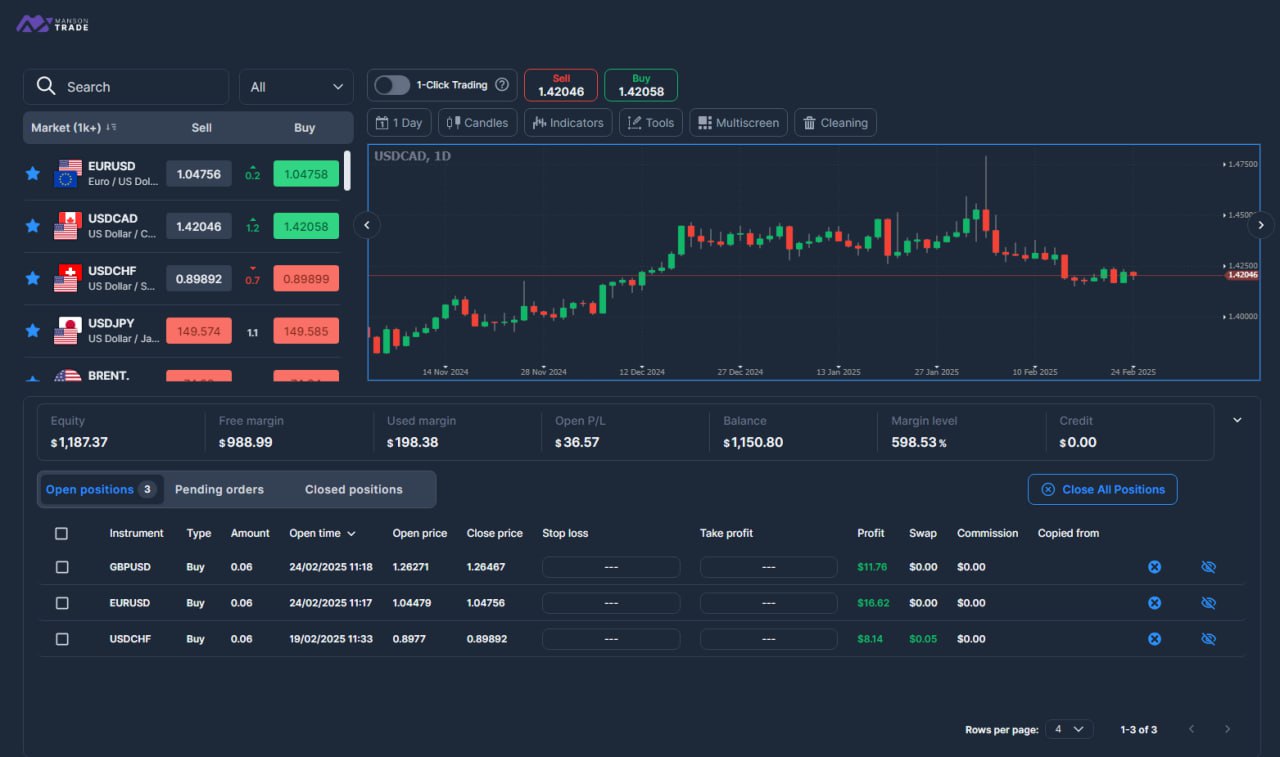 MANSON
TRADE
Search
All
1-Click Trading
Sell
1.42046
Buy
1.42058
Market (1k+)
Sell
Buy
1 Day
Candles
Indicators
Tools
Multiscreen
Cleaning
EURUSD
Euro / US Dol...
1.04756
0.2
1.04758
USDCAD
US Dollar / C...
1.42046
1.2
1.42058
USDCHF
US Dollar / S...
0.89892
0.7
0.89899
USDJPY
US Dollar / Ja...
149.574
1.1
149.585
BRENT.
USDCAD, 1D
1.47500
1.4500
1.42500
1.42046
1.40000
14 Nov 2024
28 Nov 2024
12 Dec 2024
27 Dec 2024
13 Jan 2025
27 Jan 2025
10 Feb 2025
24 Feb 2025
Equity
$1,187.37
Free margin
$988.99
Used margin
$198.38
Open P/L
$36.57
Balance
$1,150.80
Margin level
598.53%
Credit
$0.00
Open positions 3 Pending orders Closed positions
Close All Positions
Instrument Type Amount Open time Open price Close price Stop loss Take profit Profit Swap Commission Copied from
GBPUSD Buy 0.06 24/02/2025 11:18 1.26271 1.26467 --- --- $11.76 $0.00 $0.00
EURUSD Buy 0.06 24/02/2025 11:17 1.04479 1.04756 --- --- $16.62 $0.00 $0.00
USDCHF Buy 0.06 19/02/2025 11:33 0.8977 0.89892 --- --- $8.14 $0.05 $0.00
Rows per page: 4 1-3 of 3